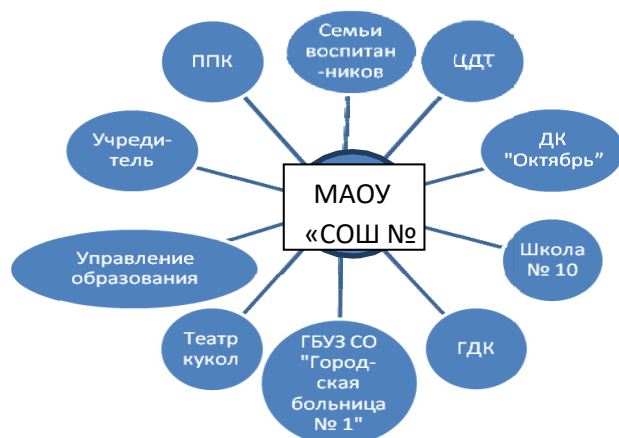 Семьи
воспитан
-ников
ЦДТ
ДК
"Октябрь”
Школа
№ 10
ГДК
ГБУЗ СО
"Город-
ская
больница
№ 1"
Театр
кукол
Управление
образования
Учреди-
тель
ППК
МАОУ
«СОШ №